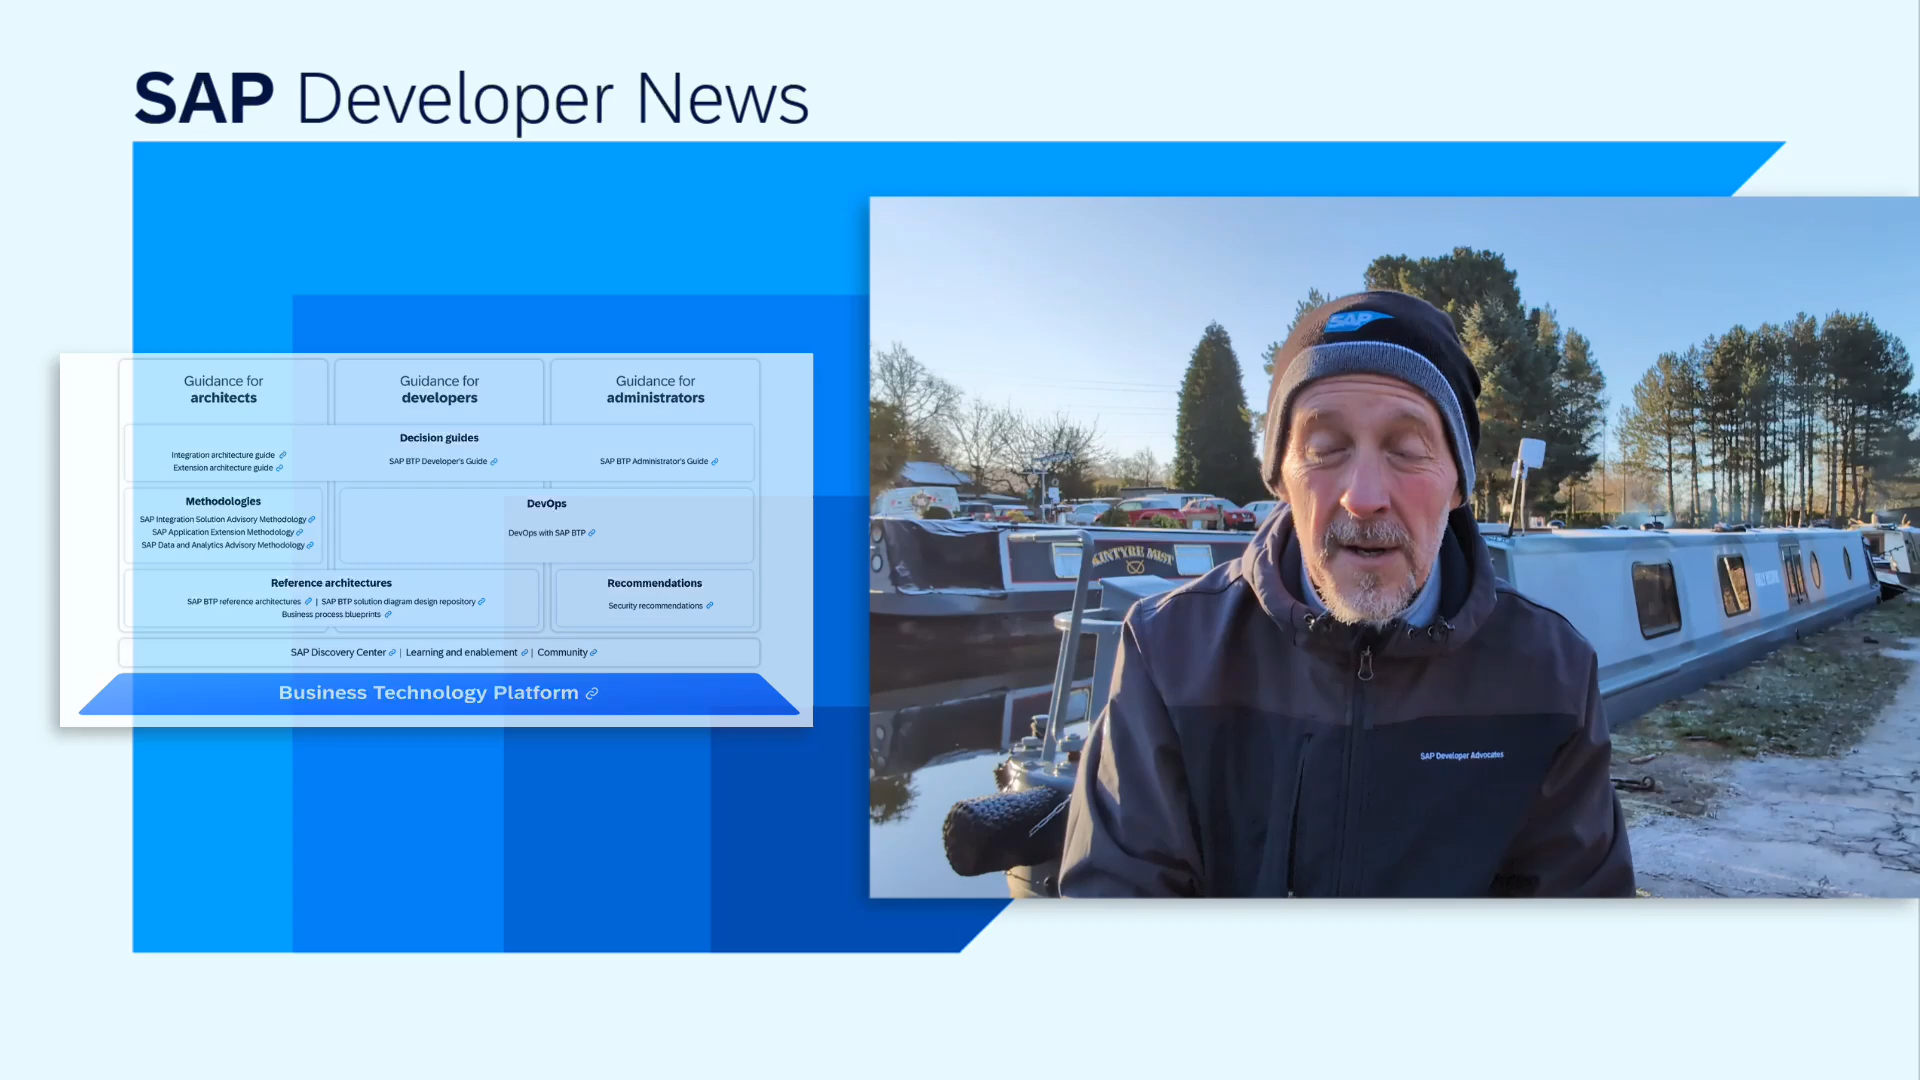 SAP Developer News
Guidance for
architects
Guidance for
developers
Guidance for
administrators
Decision guides
Integration architecture guide
Extension architecture guide
SAP BTP Developer's Guide
SAP BTP Administrator's Guide
Methodologies
SAP Integration Solution Advisory Methodology
SAP Application Extension Methodology
SAP Data and Analytics Advisory Methodology
DevOps
DevOps with SAP BTP
Reference architectures
SAP BTP reference architectures | SAP BTP solution diagram design repository
Business process blueprints
Recommendations
Security recommendations
SAP Discovery Center | Learning and enablement | Community
Business Technology Platform
SAP
KINTYRE MIST
SAP Developer Advocates